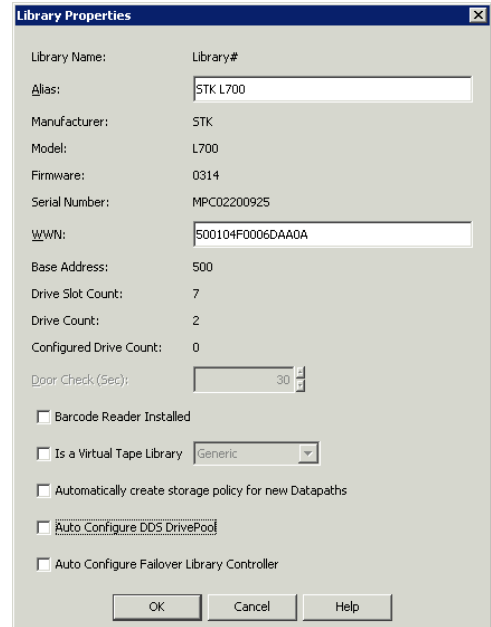 Library Properties
Library Name: Library#
Alias: STK L700
Manufacturer: STK
Model: L700
Firmware: 0314
Serial Number: MPC02200925
WWN: 500104F0006DAA0A
Base Address: 500
Drive Slot Count: 7
Drive Count: 2
Configured Drive Count: 0
Door Check (Sec): 30
Barcode Reader Installed
Is a Virtual Tape Library Generic
Automatically create storage policy for new Datapaths
Auto Configure DDS DrivePool
Auto Configure Failover Library Controller
OK Cancel Help